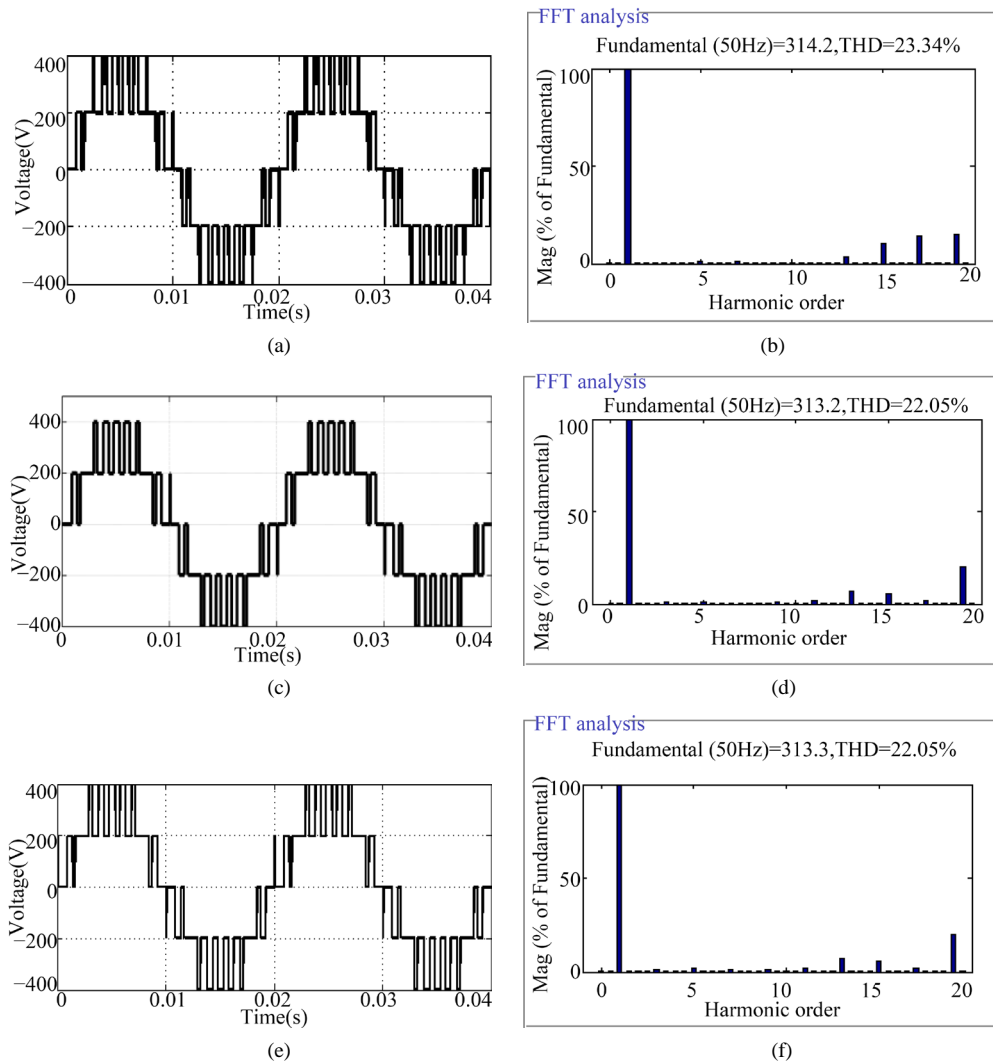 400
200
0
−200
−400
Voltage(V)
0
0.01
0.02
0.03
0.04
Time(s)
(a)
FFT analysis
Fundamental (50Hz)=314.2,THD=23.34%
100
50
0
Mag (% of Fundamental)
0
5
10
15
20
Harmonic order
(b)
400
200
0
−200
−400
Voltage(V)
0
0.01
0.02
0.03
0.04
Time(s)
(c)
FFT analysis
Fundamental (50Hz)=313.2,THD=22.05%
100
50
0
Mag (% of Fundamental)
0
5
10
15
20
Harmonic order
(d)
400
200
0
−200
−400
Voltage(V)
0
0.01
0.02
0.03
0.04
Time(s)
(e)
FFT analysis
Fundamental (50Hz)=313.3,THD=22.05%
100
50
0
Mag (% of Fundamental)
0
5
10
15
20
Harmonic order
(f)